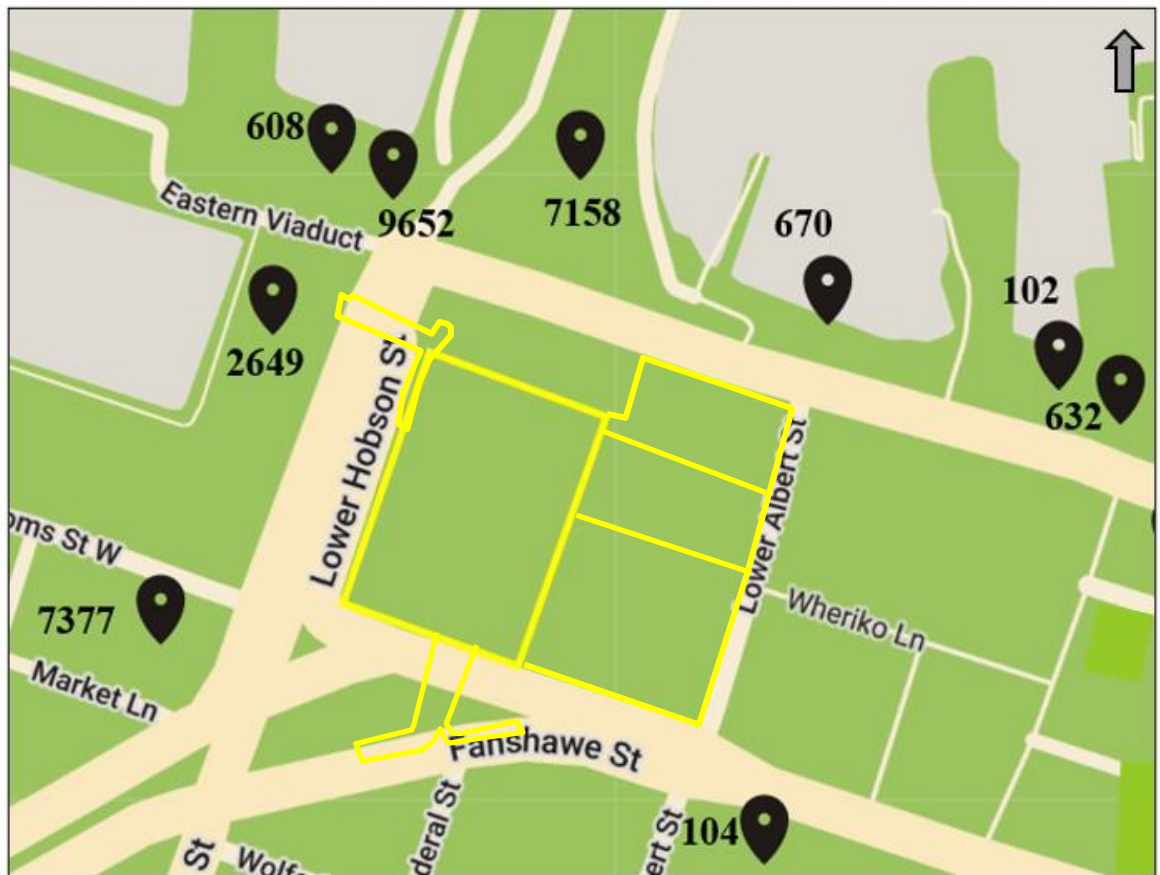 608
9652
7158
670
102
632
2649
7377
104
Eastern Viaduct
Lower Hobson St
Lower Albert St
oms St W
Market Ln
Wheriko Ln
Fanshawe St
deral St
ert St
St
Wolfe